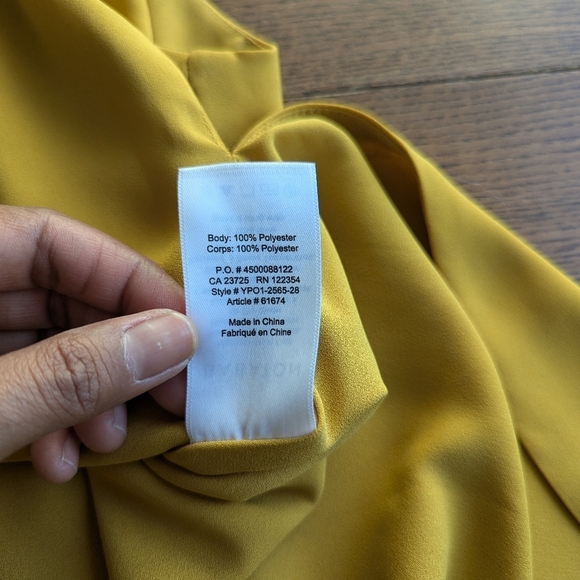 Body: 100% Polyester
Corps: 100% Polyester
P.O. # 4500088122
CA 23725 RN 122354
Style # YPO1-2565-28
Article # 61674
Made in China
Fabriqué en Chine